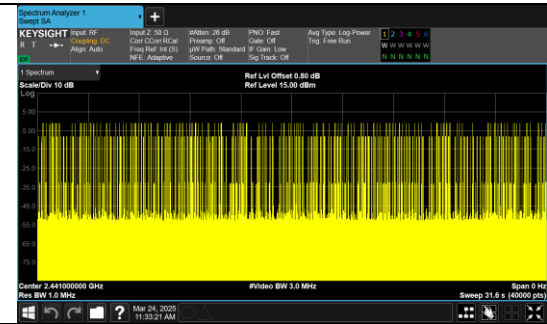 Spectrum Analyzer 1
Swept SA
+
KEYSIGHT
R T
Input: RF
Coupling: DC
Align: Auto
Input Z: 50 Ω
Corr CCorr RCal
Freq Ref: Int (S)
NFE: Adaptive
#Atten: 26 dB
Preamp: Off
µW Path: Standard
Source: Off
PNO: Fast
Gate: Off
IF Gain: Low
Sig Track: Off
Avg Type: Log-Power
Trig: Free Run
1 2 3 4 5 6
W W W W W W
N N N N N N
1 Spectrum
Scale/Div 10 dB
Ref Lvl Offset 0.80 dB
Ref Level 15.00 dBm
Log
5.00
-5.00
-15.0
-25.0
-35.0
-45.0
-55.0
-65.0
-75.0
Center 2.441000000 GHz
#Video BW 3.0 MHz
Span 0 Hz
Res BW 1.0 MHz
Sweep 31.6 s (40000 pts)
?
Mar 24, 2025
11:33:21 AM